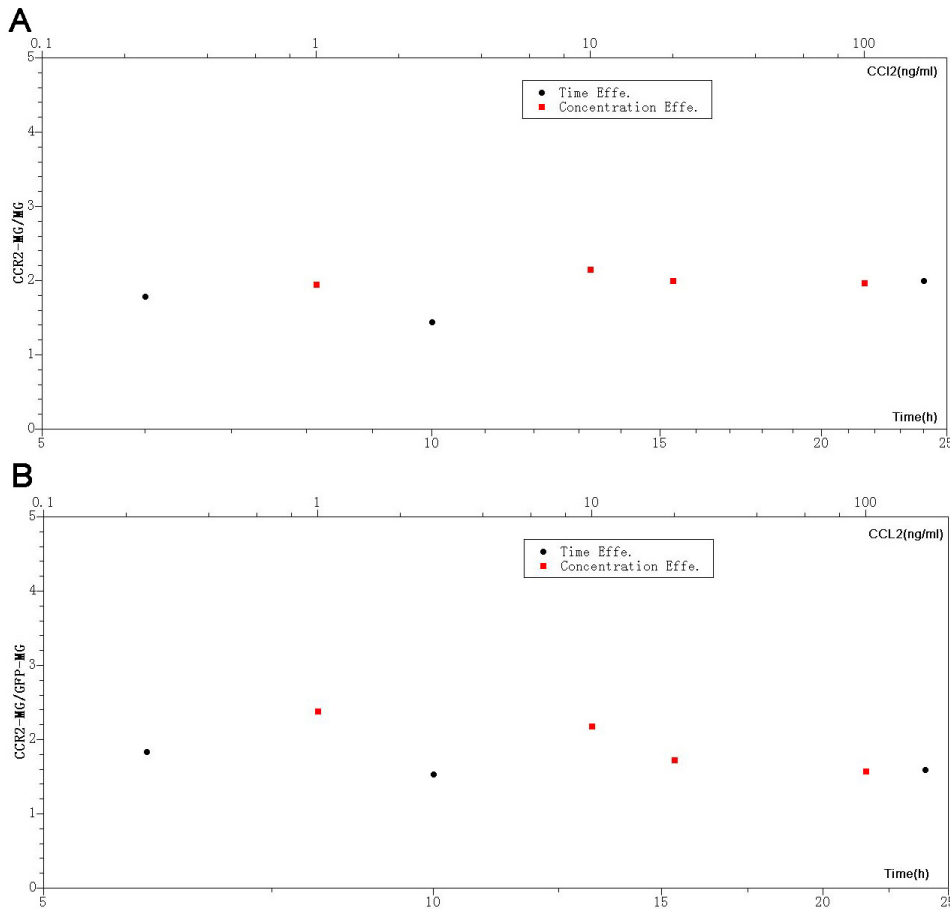 A
0.1 1 10 100
CCl2(ng/ml)
Time Effe.
Concentration Effe.
CCR2-MG/MG
5
4
3
2
1
0
Time(h)
5 10 15 20 25
B
0.1 1 10 100
CCL2(ng/ml)
Time Effe.
Concentration Effe.
CCR2-MG/GFP-MG
5
4
3
2
1
0
Time(h)
5 10 15 20 25